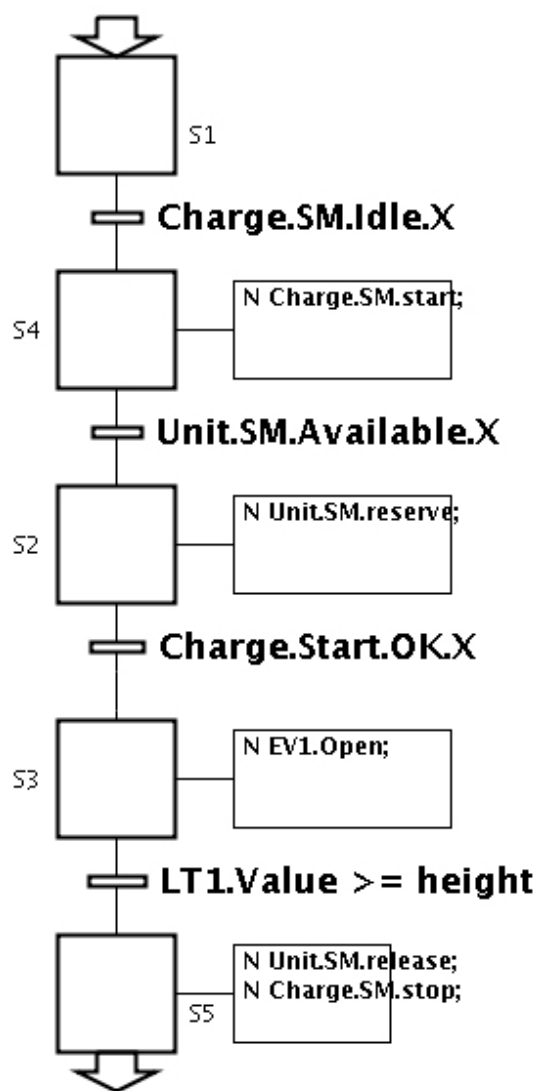 S1
Charge.SM.Idle.X
S4
N Charge.SM.start;
Unit.SM.Available.X
S2
N Unit.SM.reserve;
Charge.Start.OK.X
S3
N EV1.Open;
LT1.Value >= height
N Unit.SM.release;
N Charge.SM.stop;
S5